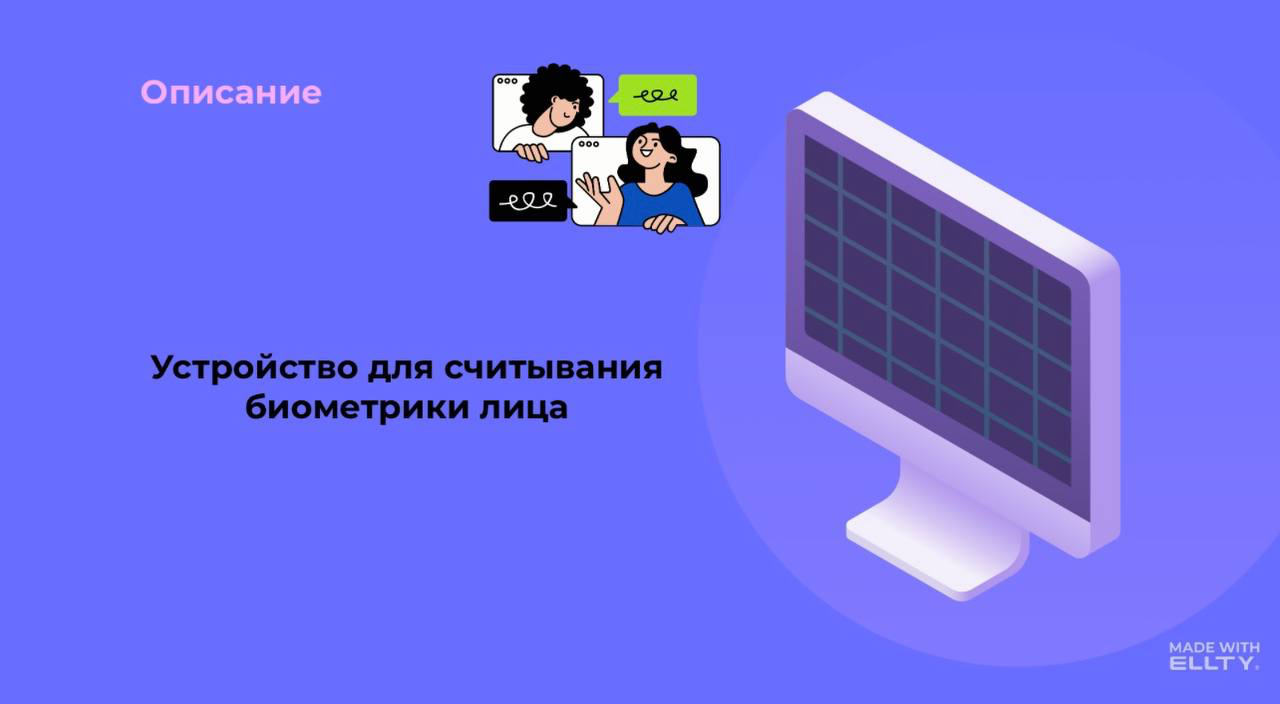 Описание
Устройство для считывания
биометрики лица
MADE WITH
ELLTY